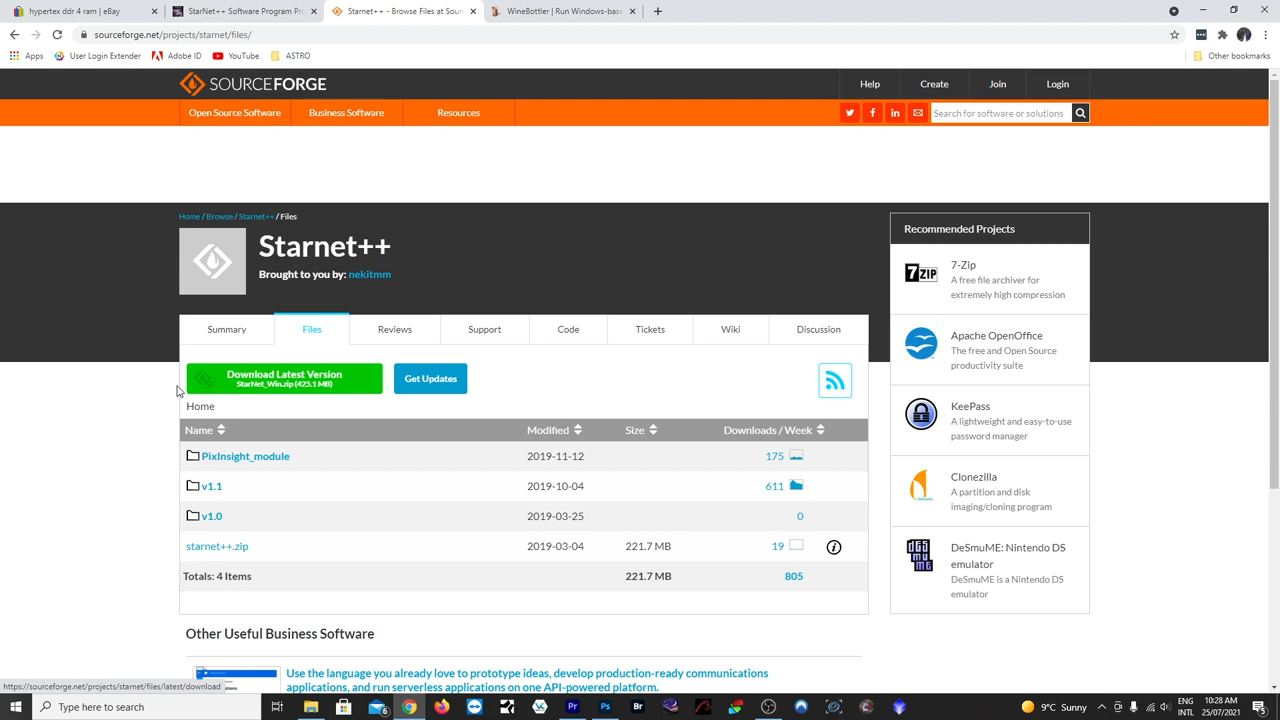 hypertex ddr 4 ram | eBay
StarNet++ Software Program Pro
Starnet++ - Browse Files at Sou
WineBottler | Run Windows-base
sourceforge.net/projects/starnet/files/
Apps
User Login Extender
Adobe ID
YouTube
ASTRO
Other bookmarks
SOURCEFORGE
Help
Create
Join
Login
Open Source Software
Business Software
Resources
Search for software or solutions
Home / Browse / Starnet++ / Files
Starnet++
Brought to you by: nekitmm
Summary
Files
Reviews
Support
Code
Tickets
Wiki
Discussion
Download Latest Version
StarNet_Win.zip (425.1 MB)
Get Updates
Home
Name Modified Size Downloads / Week
PixInsight_module 2019-11-12 175
v1.1 2019-10-04 611
v1.0 2019-03-25 0
starnet++.zip 2019-03-04 221.7 MB 19
Totals: 4 Items 221.7 MB 805
Other Useful Business Software
Use the language you already love to prototype ideas, develop production-ready communications
applications, and run serverless applications on one API-powered platform.
Recommended Projects
7ZIP
7-Zip
A free file archiver for
extremely high compression
Apache OpenOffice
The free and Open Source
productivity suite
KeePass
A lightweight and easy-to-use
password manager
Clonezilla
A partition and disk
imaging/cloning program
DeSmuME: Nintendo DS
emulator
DeSmuME is a Nintendo DS
emulator
https://sourceforge.net/projects/starnet/files/latest/download
Type here to search
9°C Sunny
ENG
INTL
10:28 AM
25/07/2021